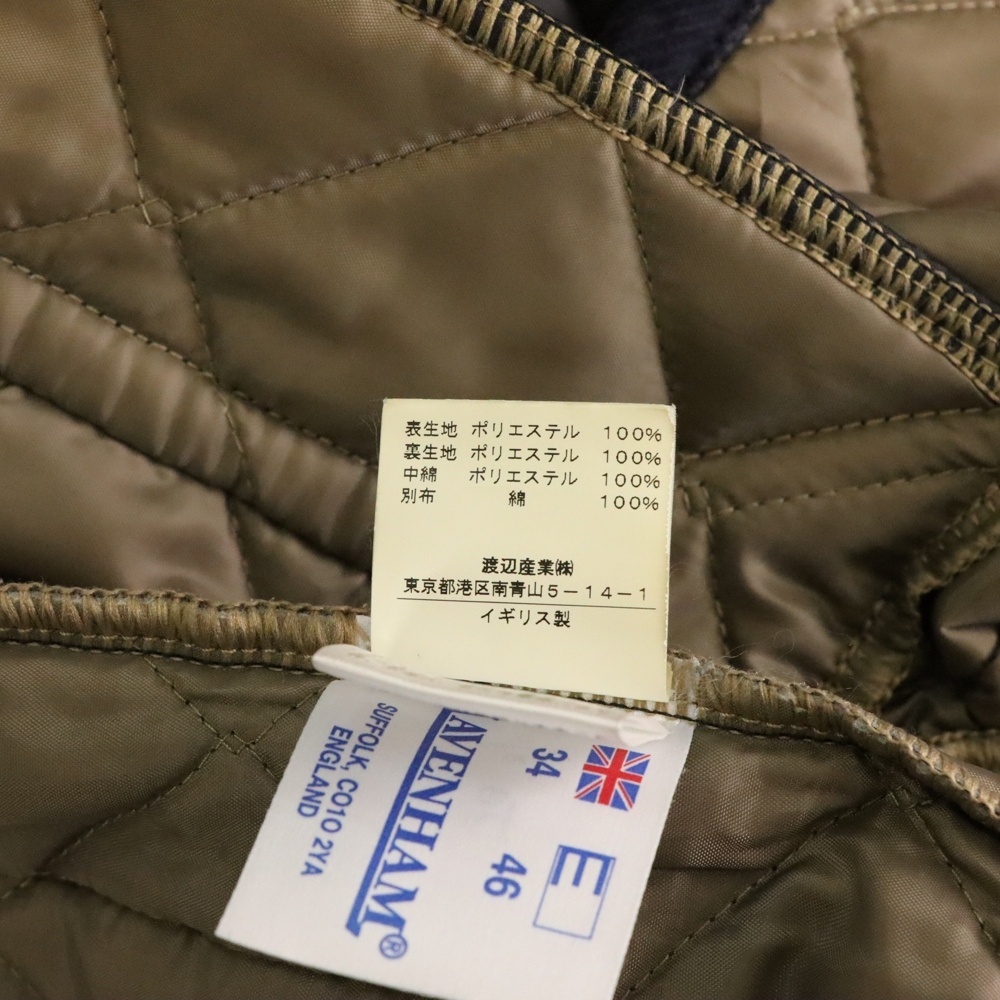 表生地 ポリエステル 100%
裏生地 ポリエステル 100%
中綿 ポリエステル 100%
別布 綿 100%
渡辺産業㈱
東京都港区南青山5-14-1
イギリス製
34
E 46
AVENHAM®
SUFFOLK, CO10 2YA
ENGLAND